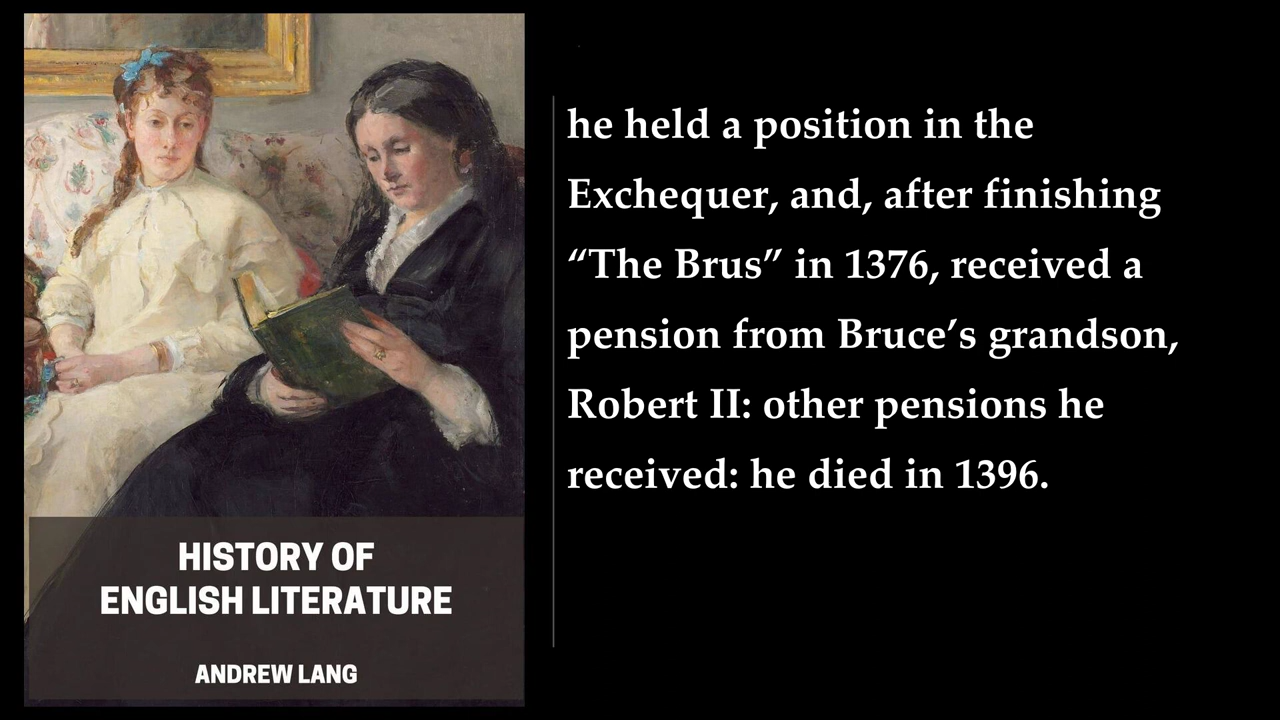 he held a position in the
Exchequer, and, after finishing
“The Brus” in 1376, received a
pension from Bruce’s grandson,
Robert II: other pensions he
received: he died in 1396.
HISTORY OF
ENGLISH LITERATURE
ANDREW LANG